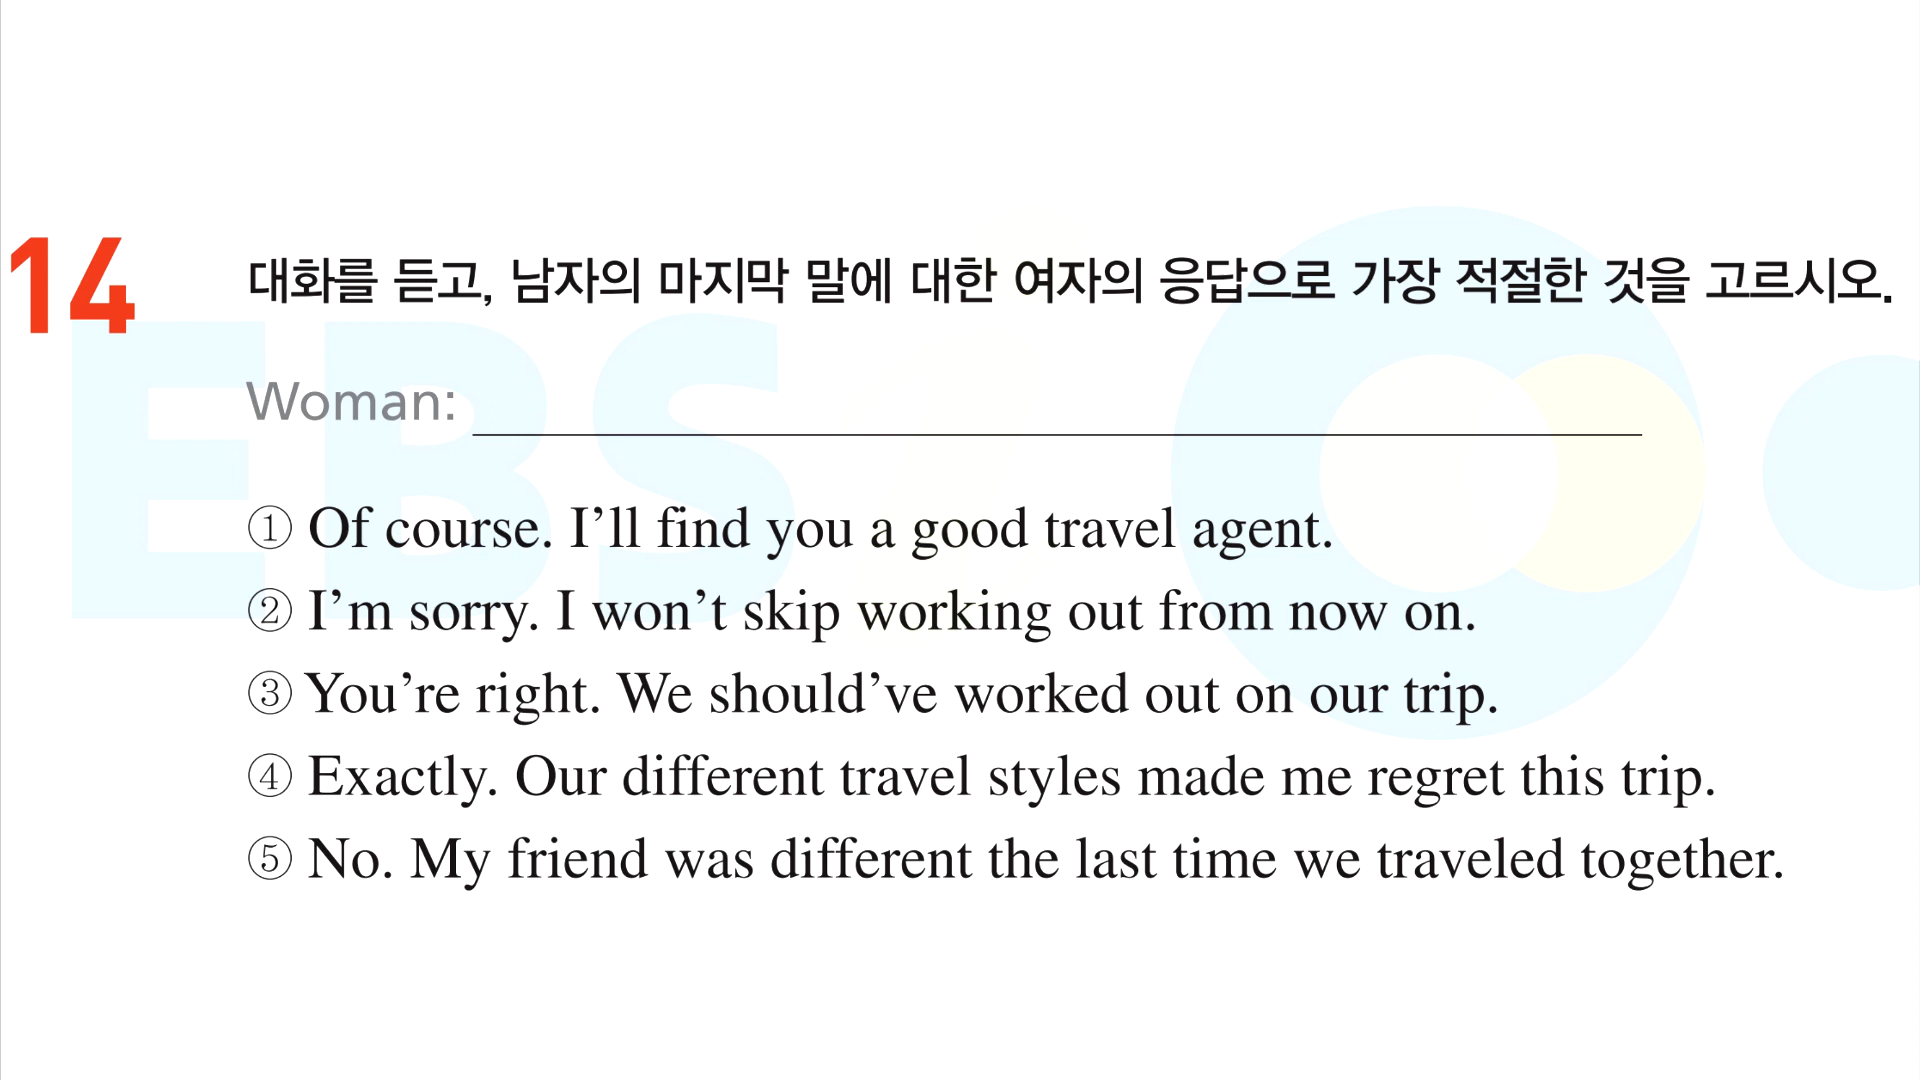 14
대화를 듣고, 남자의 마지막 말에 대한 여자의 응답으로 가장 적절한 것을 고르시오.
Woman:
① Of course. I'll find you a good travel agent.
② I'm sorry. I won't skip working out from now on.
③ You're right. We should've worked out on our trip.
④ Exactly. Our different travel styles made me regret this trip.
⑤ No. My friend was different the last time we traveled together.
EBS